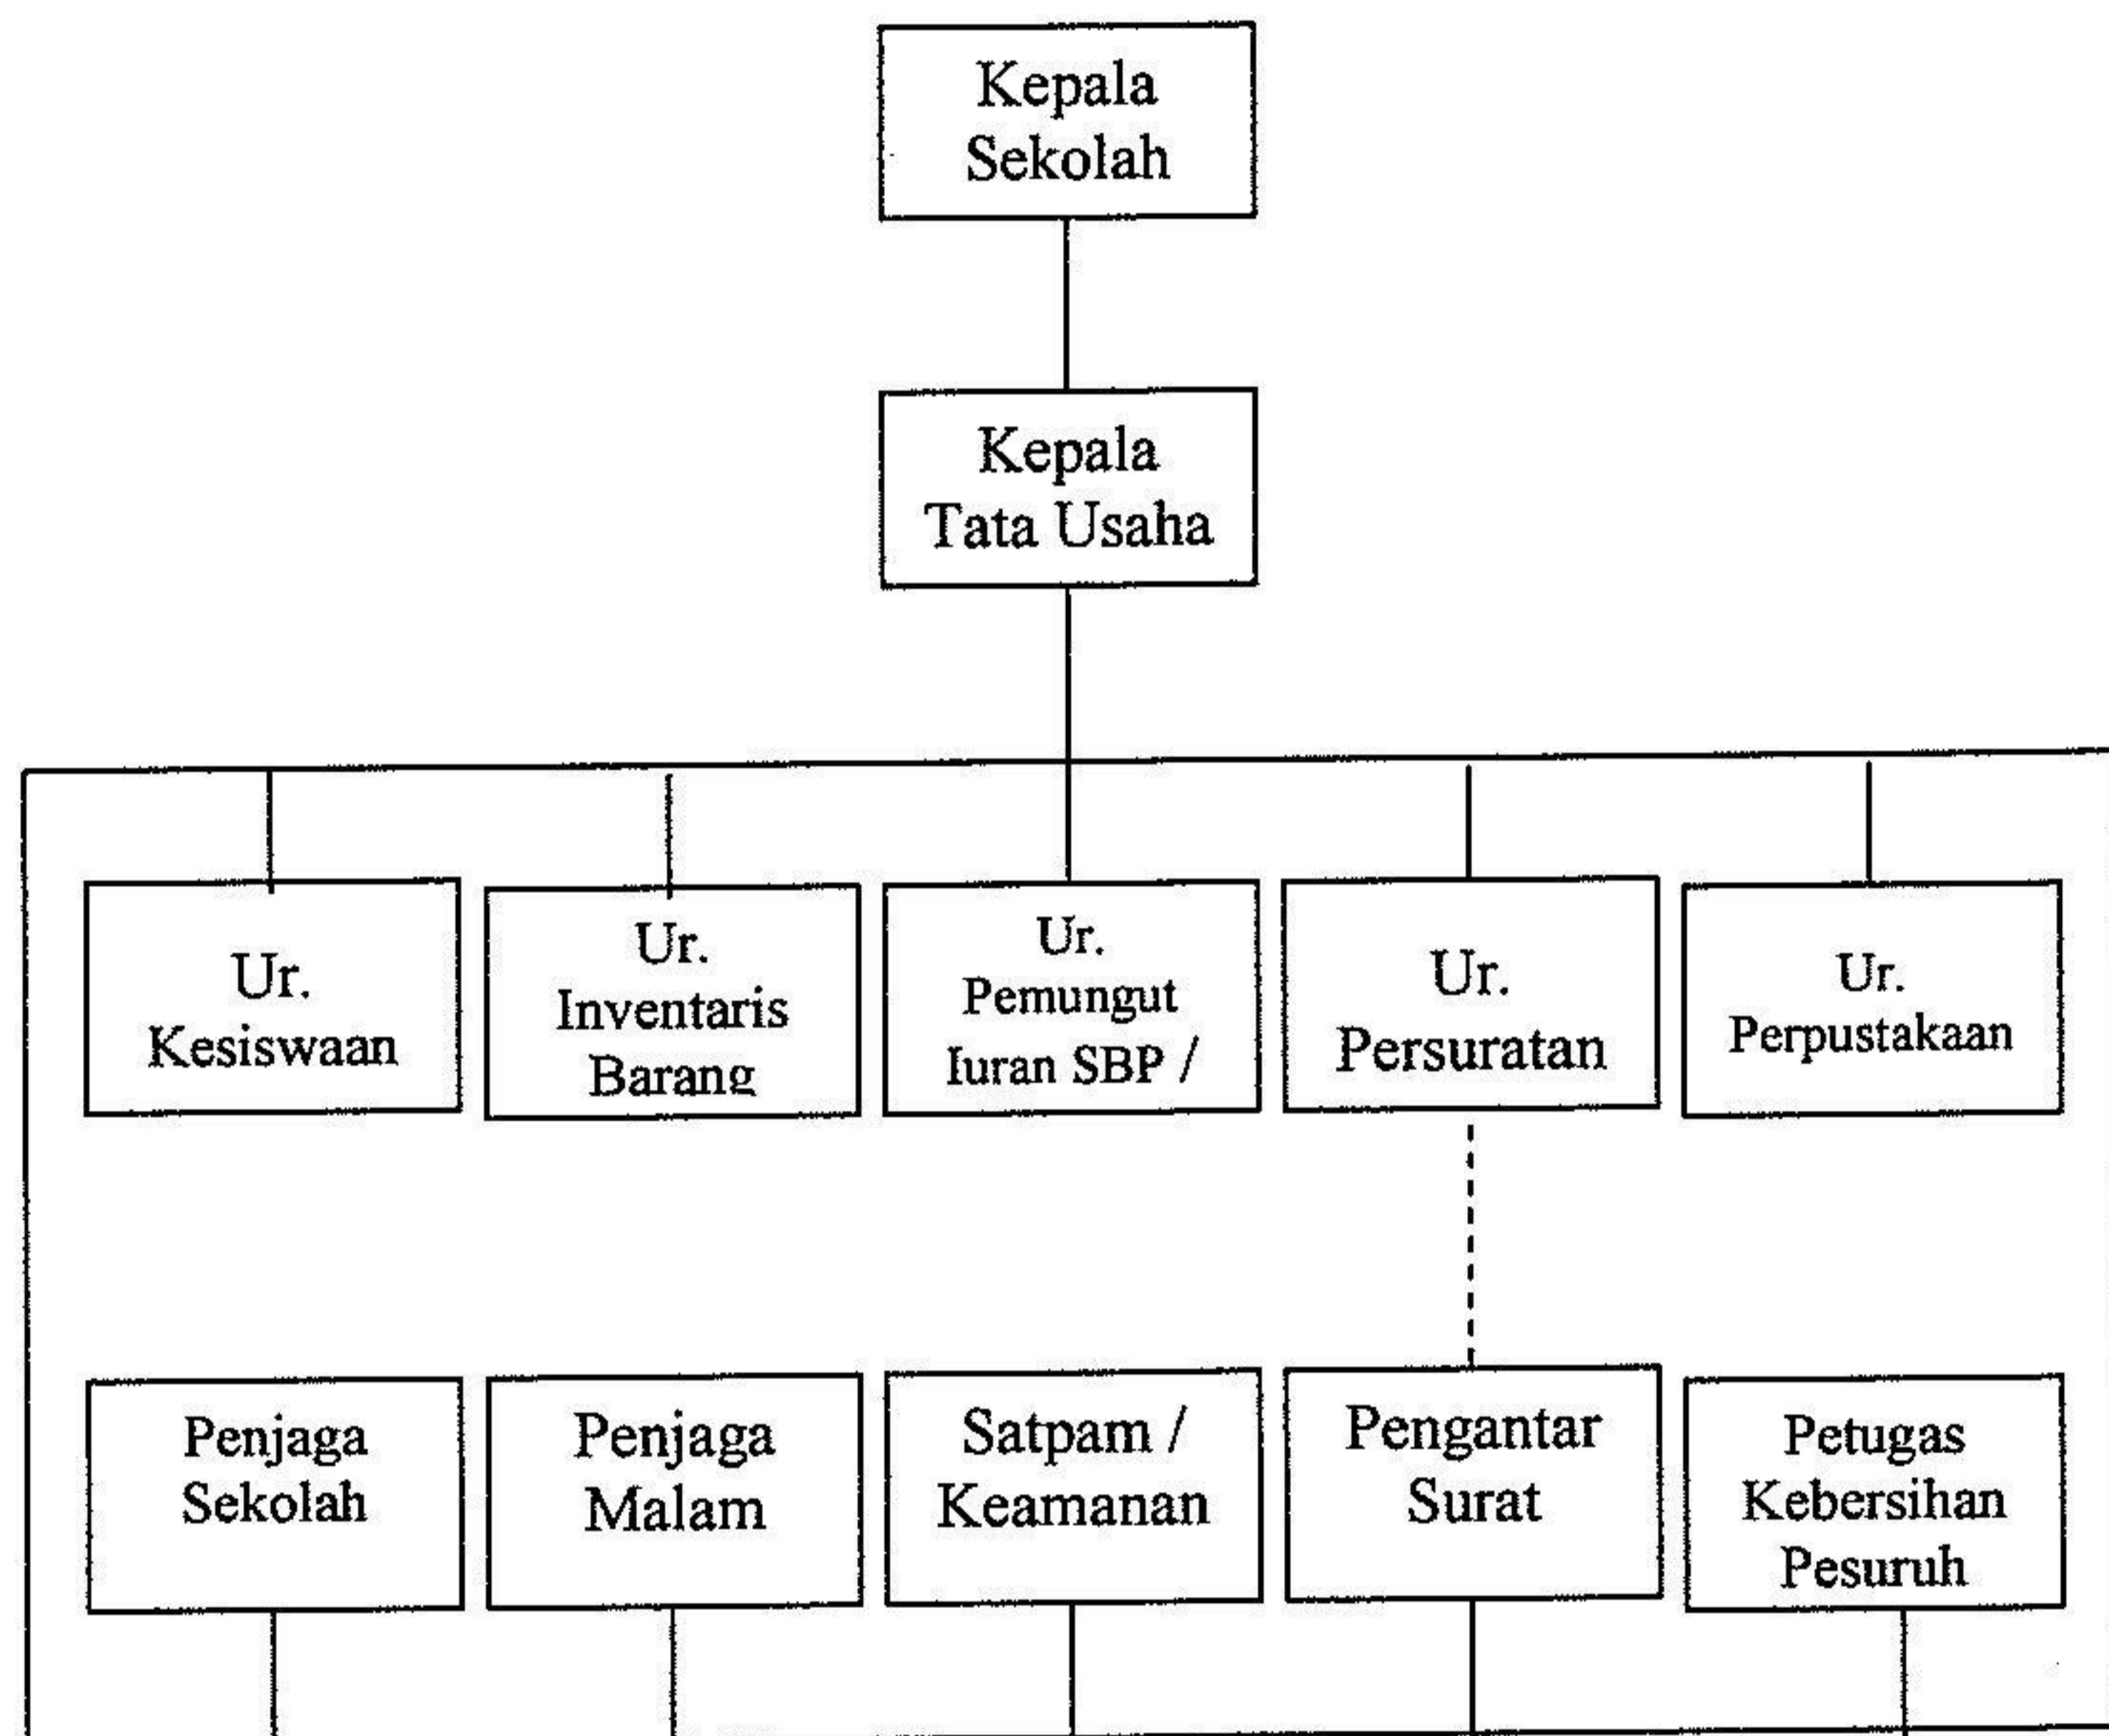 Kepala
Sekolah
Kepala
Tata Usaha
Ur.
Kesiswaan
Ur.
Inventaris
Barang
Ur.
Pemungut
Iuran SBP /
Ur.
Persuratan
Ur.
Perpustakaan
Penjaga
Sekolah
Penjaga
Malam
Satpam /
Keamanan
Pengantar
Surat
Petugas
Kebersihan
Pesuruh